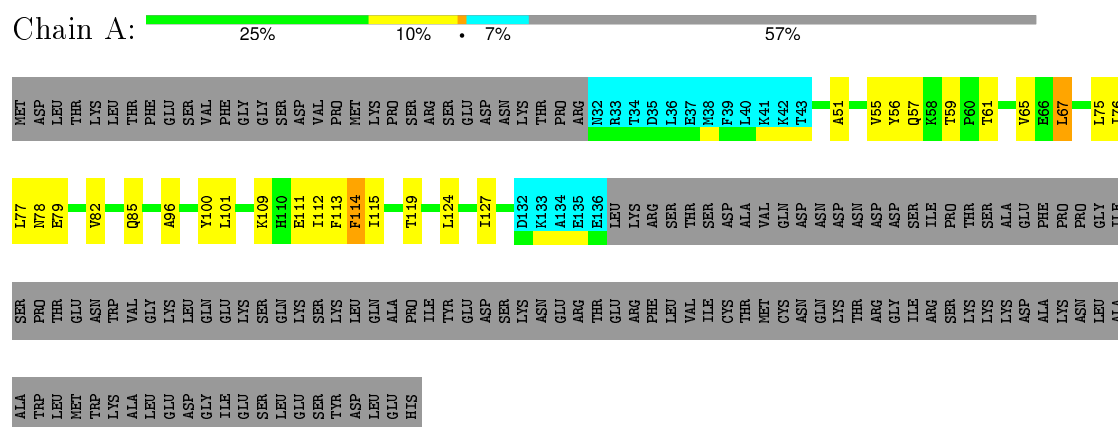 Chain A:
25% 10% • 7% 57%
MET ASP LEU THR LYS LEU THR PHE GLU SER VAL PHE GLY GLY SER ASP VAL PRO MET LYS PRO SER ARG SER GLU ASP ASN LYS THR PRO ARG N32 R33 T34 D35 L36 E37 M38 F39 L40 K41 K42 T43 A51 V55 Y56 Q57 K58 T59 P60 T61 V65 E66 L67 L75 I76
L77 N78 E79 V82 Q85 A96 Y100 L101 K109 H110 E111 I112 F113 F114 I115 T119 L124 I127 D132 K133 A134 E135 E136 LEU LYS ARG SER THR SER ASP ALA VAL GLN ASP ASN ASP ASN ASP ASP SER ILE PRO THR SER ALA GLU PHE PRO PRO GLY ILE
SER PRO THR GLU ASN TRP VAL GLY LYS LEU GLN GLU LYS SER GLN LYS SER LYS LEU GLN ALA PRO ILE TYR GLU ASP SER LYS ASN GLU ARG THR GLU ARG PHE LEU VAL ILE CYS THR MET CYS ASN GLN LYS THR ARG GLY ILE ARG SER LYS LYS LYS ASP ALA LYS ASN LEU ALA
ALA TRP LEU MET TRP LYS ALA LEU GLU ASP GLY ILE GLU SER LEU GLU SER TYR ASP LEU GLU HIS